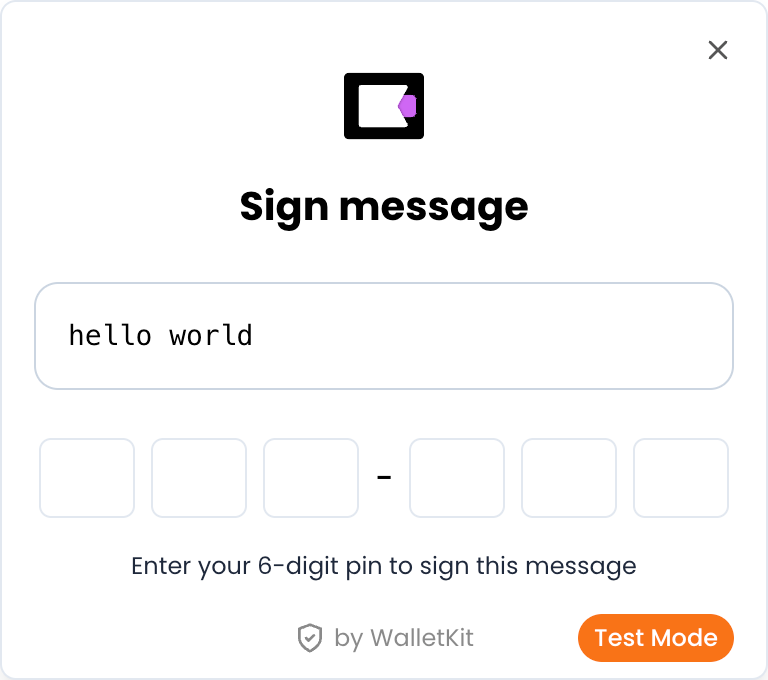 Sign message
hello world
-
Enter your 6-digit pin to sign this message
by WalletKit
Test Mode